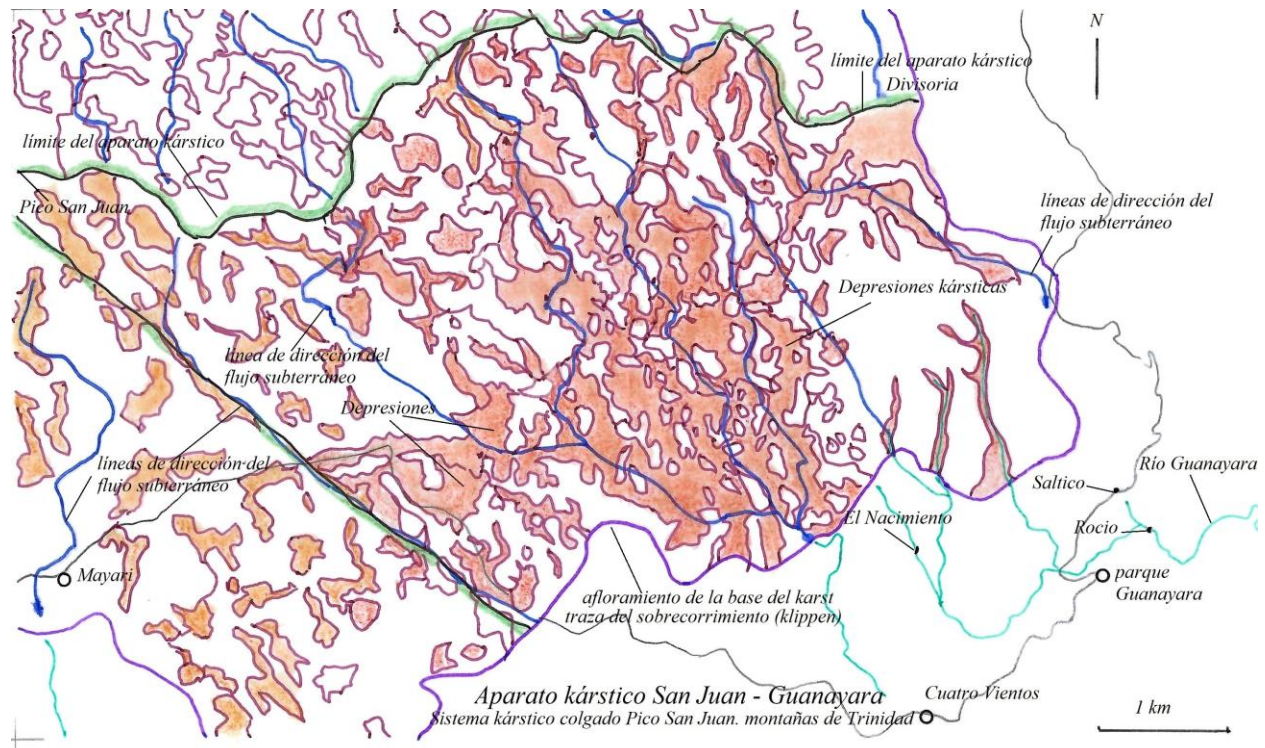 N
límite del aparato kárstico
Divisoria
límite del aparato kárstico
Pico San Juan.
líneas de dirección del
flujo subterráneo
Depresiones kársticas
línea de dirección del
flujo subterráneo
Depresiones
líneas de dirección del
flujo subterráneo
Río Guanayara
Saltico
El Nacimiento
Rocio
Mayari
parque
Guanayara
afloramiento de la base del karst
traza del sobrecorrimiento (klippen)
Aparato kárstico San Juan - Guanayara
Sistema kárstico colgado Pico San Juan. montañas de Trinidad
Cuatro Vientos
1 km